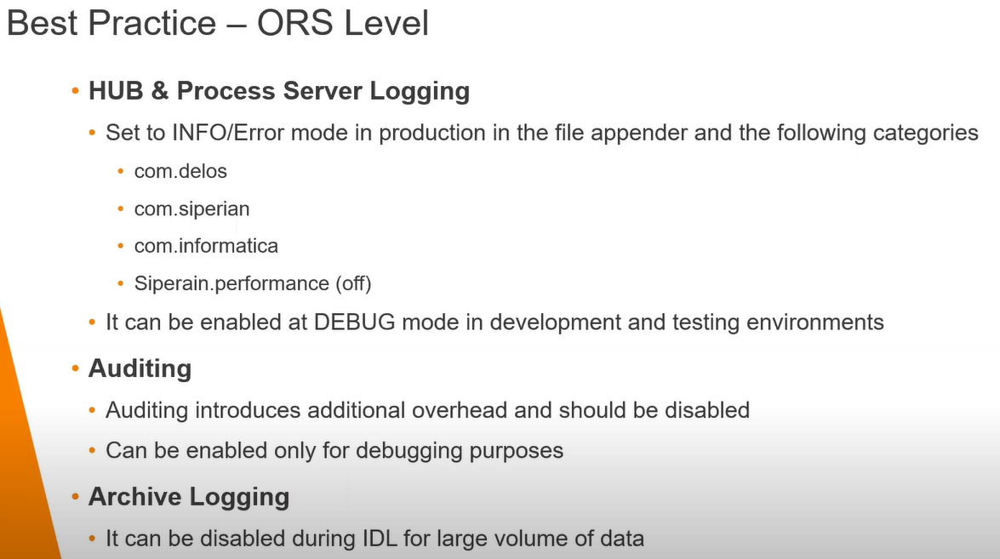 Best Practice – ORS Level
• HUB & Process Server Logging
• Set to INFO/Error mode in production in the file appender and the following categories
• com.delos
• com.siperian
• com.informatica
• Siperain.performance (off)
• It can be enabled at DEBUG mode in development and testing environments
• Auditing
• Auditing introduces additional overhead and should be disabled
• Can be enabled only for debugging purposes
• Archive Logging
• It can be disabled during IDL for large volume of data